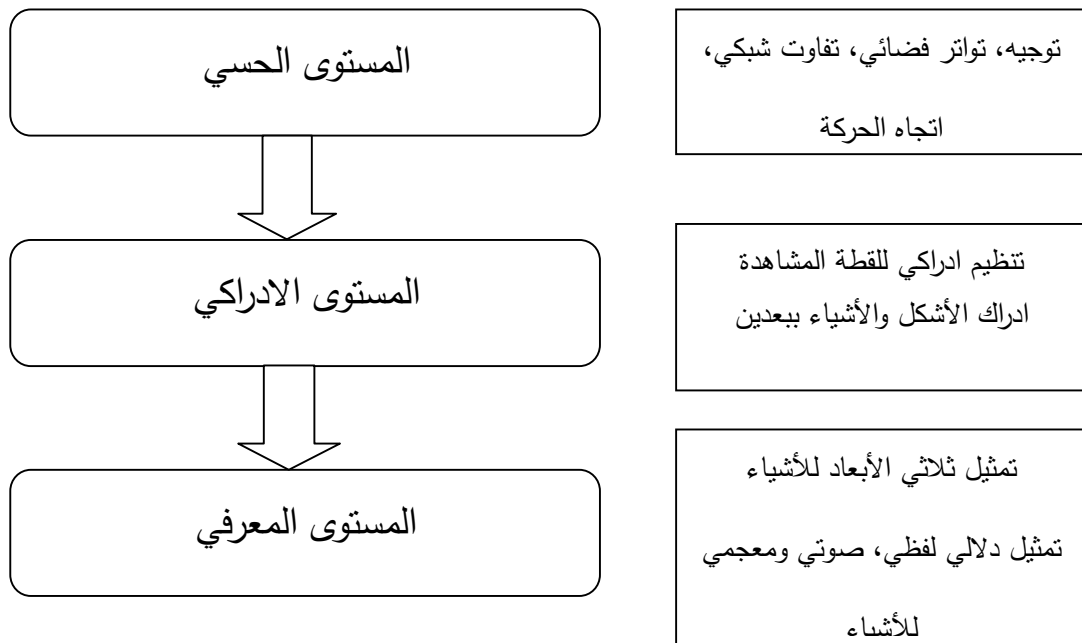 المستوى الحسي
توجيه، تواتر فضائي، تفاوت شبكي،
اتجاه الحركة
المستوى الادراكي
تنظيم ادراكي للقطة المشاهدة
ادراك الأشكل والأشياء ببعدين
المستوى المعرفي
تمثيل ثلاثي الأبعاد للأشياء
تمثيل دلالي لفظي، صوتي ومعجمي
للأشياء